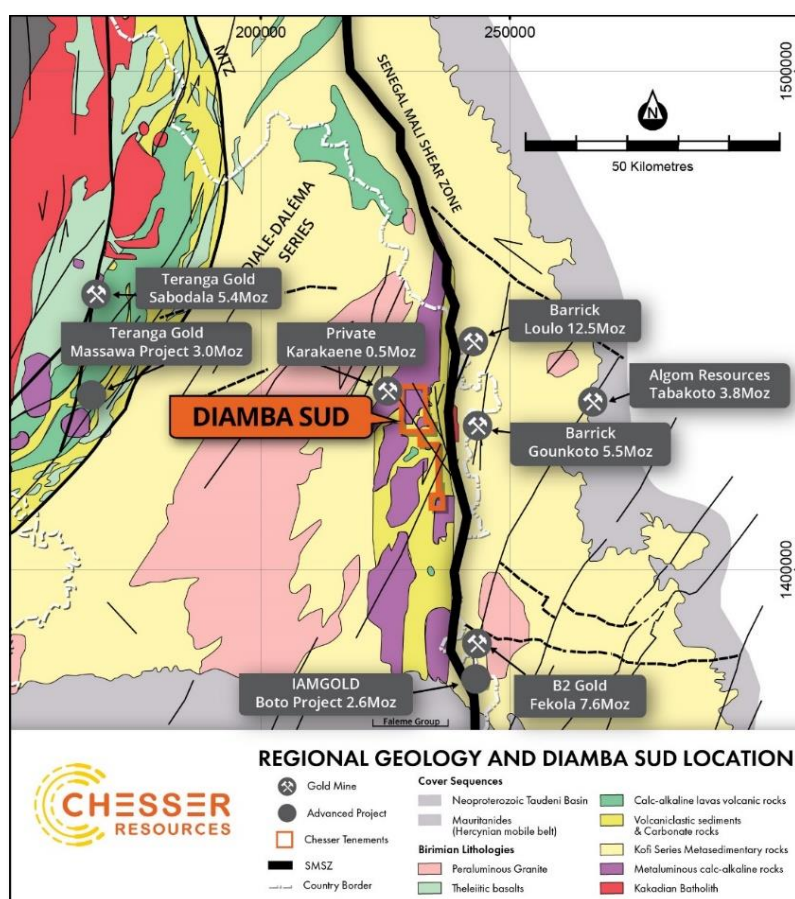 200000
250000
1500000
MTZ
SENEGAL MALI SHEAR ZONE
N
50 Kilometres
DIALE-DALÉMA
SERIES
Teranga Gold
Sabodala 5.4Moz
Teranga Gold
Massawa Project 3.0Moz
Private
Karakaene 0.5Moz
Barrick
Loulo 12.5Moz
Algom Resources
Tabakoto 3.8Moz
DIAMBA SUD
Barrick
Gounkoto 5.5Moz
1400000
IAMGOLD
Boto Project 2.6Moz
B2 Gold
Fekola 7.6Moz
Faleme Group
REGIONAL GEOLOGY AND DIAMBA SUD LOCATION
CHESSER
RESOURCES
Gold Mine
Advanced Project
Chesser Tenements
SMSZ
Country Border
Cover Sequences
Neoproterozoic Taudeni Basin
Mauritanides
(Hercynian mobile belt)
Birimian Lithologies
Peraluminous Granite
Theleiitic basalts
Calc-alkaline lavas volcanic rocks
Volcaniclastic sediments
& Carbonate rocks
Kofi Series Metasedimentary rocks
Metaluminous calc-alkaline rocks
Kakadian Batholith